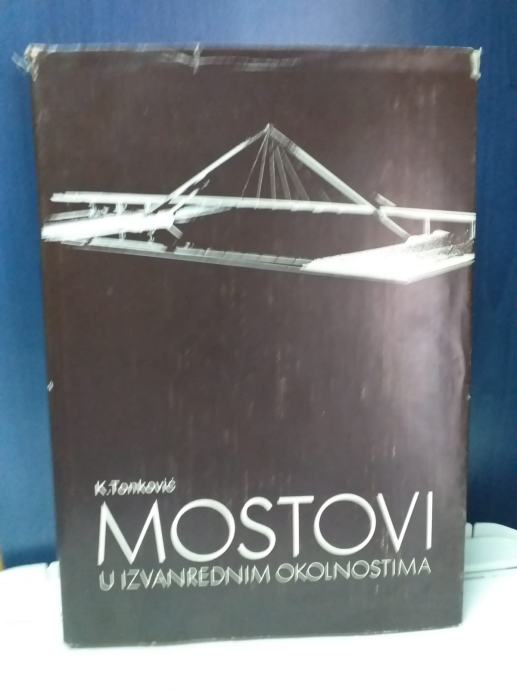 K.Tonković
MOSTOVI
U IZVANREDNIM OKOLNOSTIMA